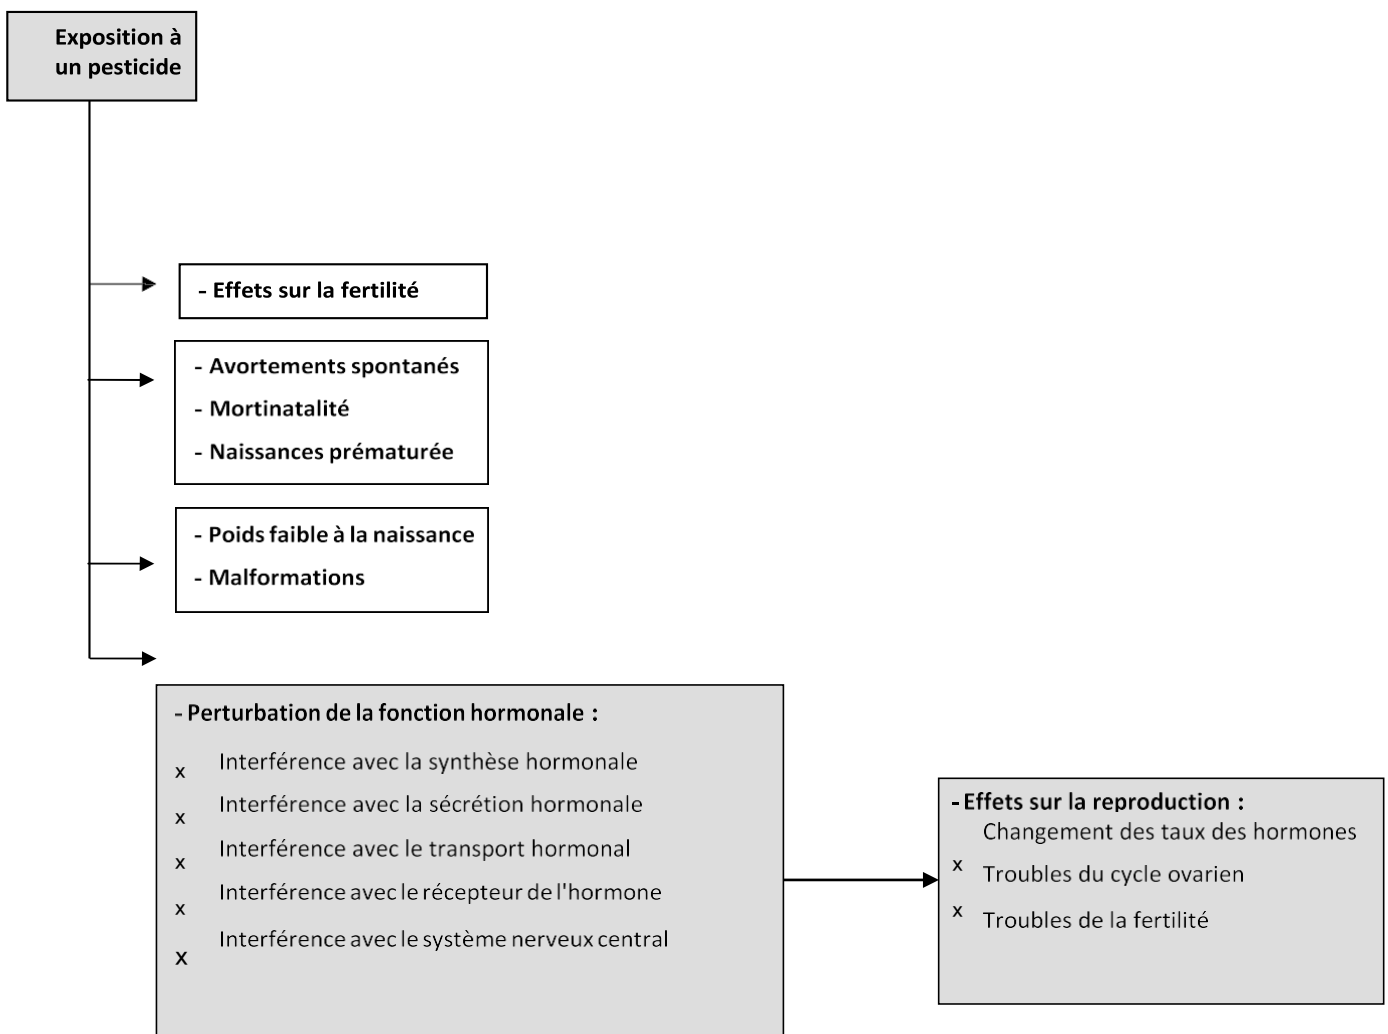 Exposition à
un pesticide
- Effets sur la fertilité
- Avortements spontanés
- Mortinatalité
- Naissances prématurée
- Poids faible à la naissance
- Malformations
- Perturbation de la fonction hormonale :
x Interférence avec la synthèse hormonale
x Interférence avec la sécrétion hormonale
x Interférence avec le transport hormonal
x Interférence avec le récepteur de l'hormone
x Interférence avec le système nerveux central
- Effets sur la reproduction :
Changement des taux des hormones
x Troubles du cycle ovarien
x Troubles de la fertilité